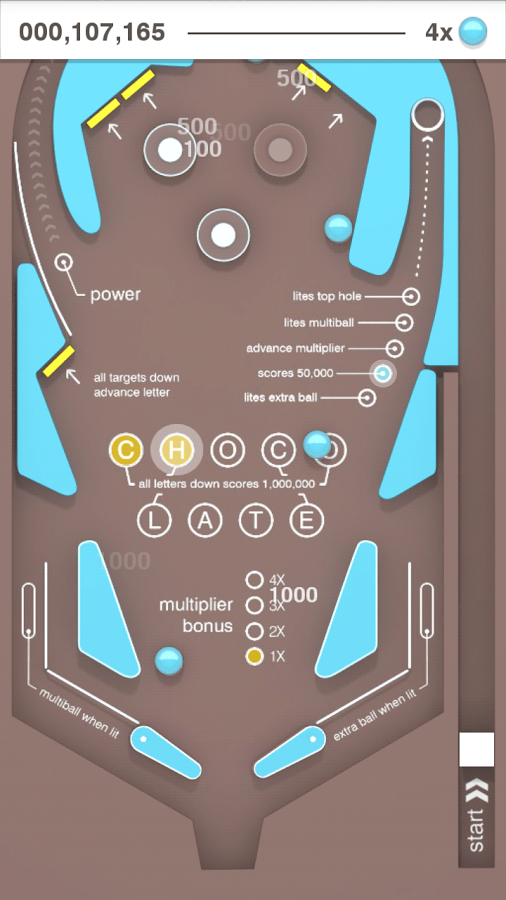 000,107,165
4x
500
500
500
100
power
lites top hole
lites multiball
advance multiplier
scores 50,000
lites extra ball
all targets down
advance letter
C H O C O
all letters down scores 1,000,000
L A T E
1000
4X
1000
3X
multiplier
bonus
2X
1X
multiball when lit
extra ball when lit
start